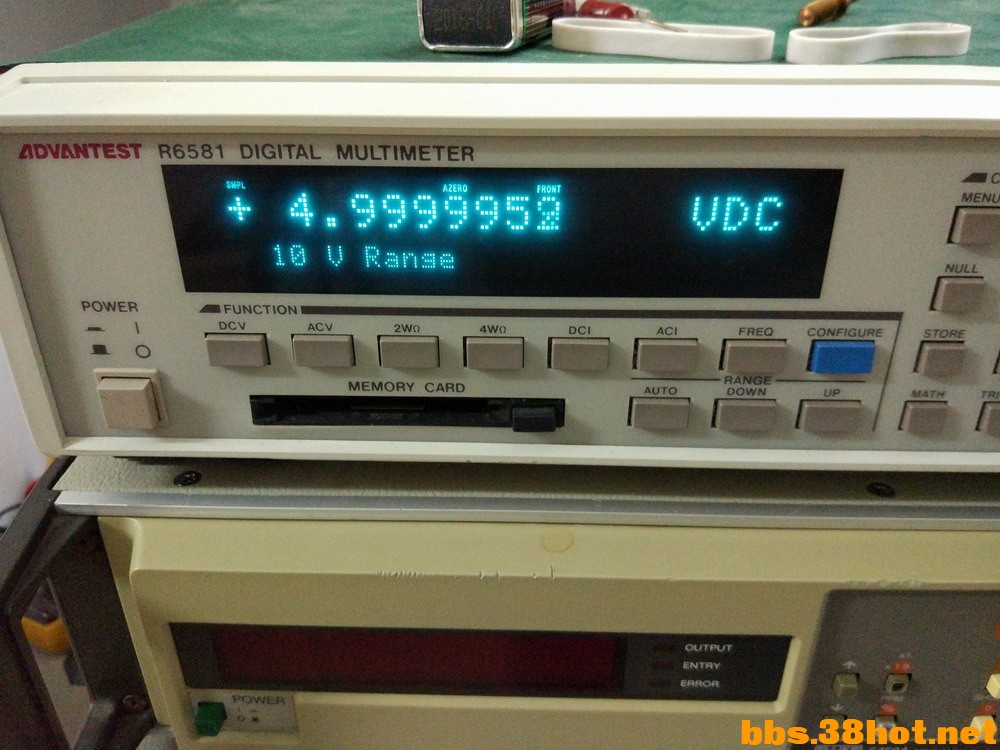 ADVANTEST R6581 DIGITAL MULTIMETER
SMPL AZERO FRONT
+ 4.9999952 VDC
10 V Range
MENU
NULL
POWER
FUNCTION
DCV ACV 2WΩ 4WΩ DCI ACI FREQ CONFIGURE
STORE
MEMORY CARD
RANGE
AUTO DOWN UP
MATH
OUTPUT
ENTRY
ERROR
POWER
bbs.38hot.net